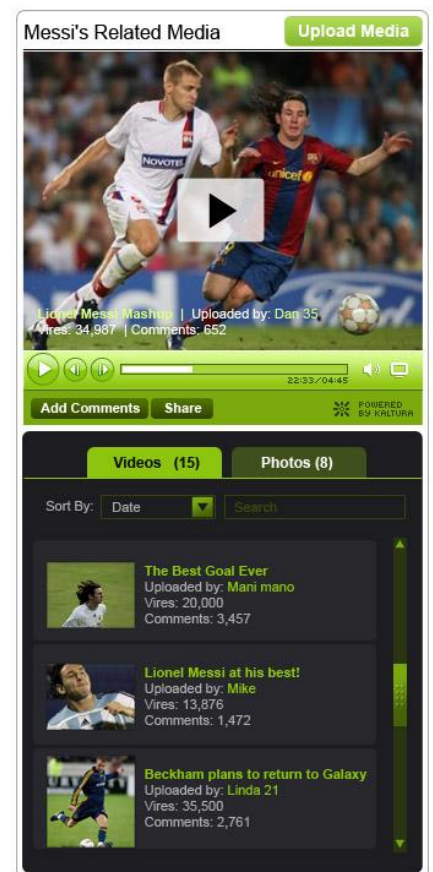 Messi's Related Media
Upload Media
NOVOTEL
unicef
Ford
Lionel Messi Mashup | Uploaded by: Dan 35
Vires: 34,987 | Comments: 652
22:33/04:45
Add Comments
Share
POWERED
BY KALTURA
Videos (15)
Photos (8)
Sort By:
Date
Search
The Best Goal Ever
Uploaded by: Mani mano
Vires: 20,000
Comments: 3,457
Lionel Messi at his best!
Uploaded by: Mike
Vires: 13,876
Comments: 1,472
Beckham plans to return to Galaxy
Uploaded by: Linda 21
Vires: 35,500
Comments: 2,761